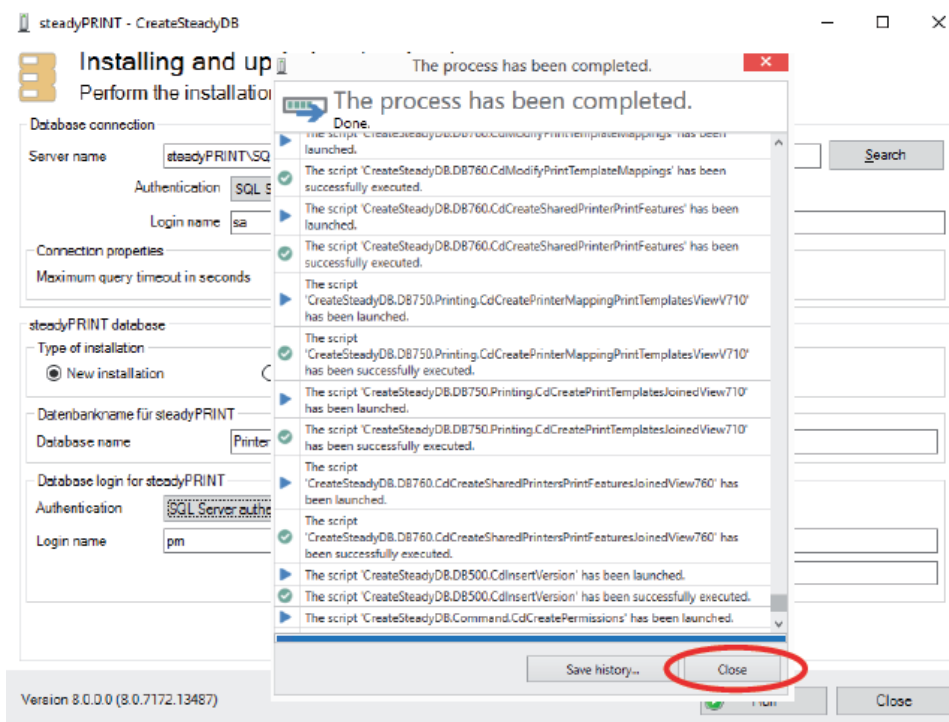 steadyPRINT - CreateSteadyDB
Installing and up
Perform the installation
Database connection
Server name
steadyPRINT\SQ
Search
Authentication
SQL S
Login name
sa
Connection properties
Maximum query timeout in seconds
steadyPRINT database
Type of installation
New installation
Datenbankname für steadyPRINT
Database name
Printer
Database login for steadyPRINT
Authentication
SQL Server authe
Login name
pm
Version 8.0.0.0 (8.0.7172.13487)
Close
The process has been completed.
The process has been completed.
Done.
The script 'CreateSteadyDB.DB760.CdModifyPrintTemplateMappings' has been
launched.
The script 'CreateSteadyDB.DB760.CdModifyPrintTemplateMappings' has been
successfully executed.
The script 'CreateSteadyDB.DB760.CdCreateSharedPrinterPrintFeatures' has been
launched.
The script 'CreateSteadyDB.DB760.CdCreateSharedPrinterPrintFeatures' has been
successfully executed.
The script
'CreateSteadyDB.DB750.Printing.CdCreatePrinterMappingPrintTemplatesViewV710'
has been launched.
The script
'CreateSteadyDB.DB750.Printing.CdCreatePrinterMappingPrintTemplatesViewV710'
has been successfully executed.
The script 'CreateSteadyDB.DB750.Printing.CdCreatePrintTemplatesJoinedView710'
has been launched.
The script 'CreateSteadyDB.DB750.Printing.CdCreatePrintTemplatesJoinedView710'
has been successfully executed.
The script
'CreateSteadyDB.DB760.CdCreateSharedPrintersPrintFeaturesJoinedView760' has
been launched.
The script
'CreateSteadyDB.DB760.CdCreateSharedPrintersPrintFeaturesJoinedView760' has
been successfully executed.
The script 'CreateSteadyDB.DB500.CdInsertVersion' has been launched.
The script 'CreateSteadyDB.DB500.CdInsertVersion' has been successfully executed.
The script 'CreateSteadyDB.Command.CdCreatePermissions' has been launched.
Save history...
Close